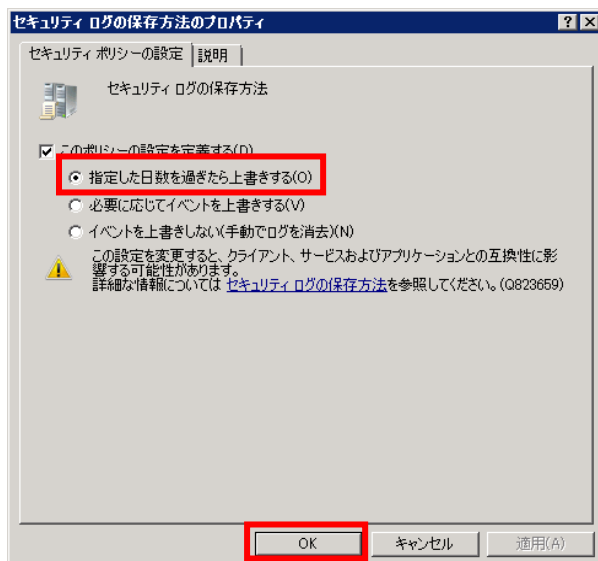 セキュリティ ログの保存方法のプロパティ
セキュリティ ポリシーの設定 説明
セキュリティ ログの保存方法
このポリシーの設定を定義する(D)
指定した日数を過ぎたら上書きする(O)
必要に応じてイベントを上書きする(V)
イベントを上書きしない(手動でログを消去)(N)
この設定を変更すると、クライアント、サービスおよびアプリケーションとの互換性に影
響する可能性があります。
詳細な情報については セキュリティ ログの保存方法を参照してください。(Q823659)
OK キャンセル 適用(A)